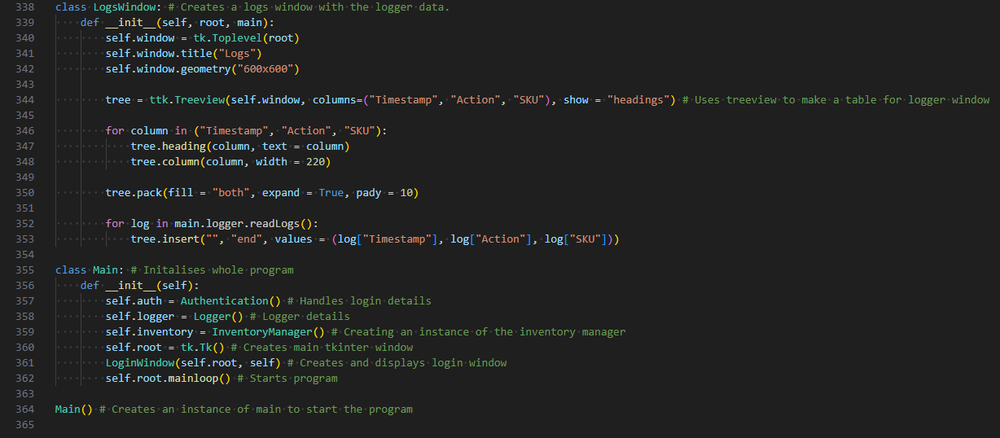 338 class LogsWindow: # Creates a logs window with the logger data.
339     def __init__(self, root, main):
340         self.window = tk.Toplevel(root)
341         self.window.title("Logs")
342         self.window.geometry("600x600")
343
344         tree = ttk.Treeview(self.window, columns=("Timestamp", "Action", "SKU"), show = "headings") # Uses treeview to make a table for logger window
345
346         for column in ("Timestamp", "Action", "SKU"):
347             tree.heading(column, text = column)
348             tree.column(column, width = 220)
349
350         tree.pack(fill = "both", expand = True, pady = 10)
351
352         for log in main.logger.readLogs():
353             tree.insert("", "end", values = (log["Timestamp"], log["Action"], log["SKU"]))
354
355 class Main: # Initalises whole program
356     def __init__(self):
357         self.auth = Authentication() # Handles login details
358         self.logger = Logger() # Logger details
359         self.inventory = InventoryManager() # Creating an instance of the inventory manager
360         self.root = tk.Tk() # Creates main tkinter window
361         LoginWindow(self.root, self) # Creates and displays login window
362         self.root.mainloop() # Starts program
363
364 Main() # Creates an instance of main to start the program
365